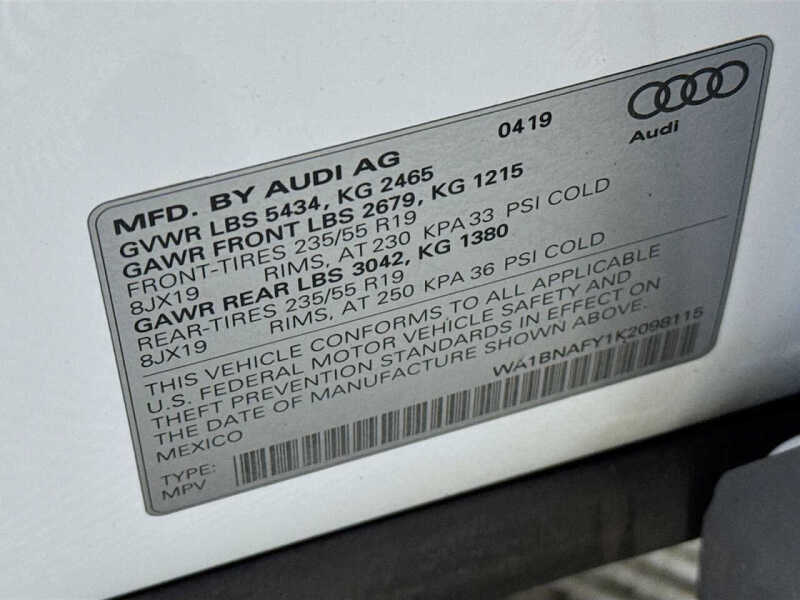 0419
Audi
MFD. BY AUDI AG
GVWR LBS 5434, KG 2465
GAWR FRONT LBS 2679, KG 1215
FRONT-TIRES 235/55 R19
8JX19 RIMS, AT 230 KPA 33 PSI COLD
GAWR REAR LBS 3042, KG 1380
REAR-TIRES 235/55 R19
8JX19 RIMS, AT 250 KPA 36 PSI COLD
THIS VEHICLE CONFORMS TO ALL APPLICABLE
U.S. FEDERAL MOTOR VEHICLE SAFETY AND
THEFT PREVENTION STANDARDS IN EFFECT ON
THE DATE OF MANUFACTURE SHOWN ABOVE.
MEXICO
WA1BNAFY1K2098115
TYPE:
MPV